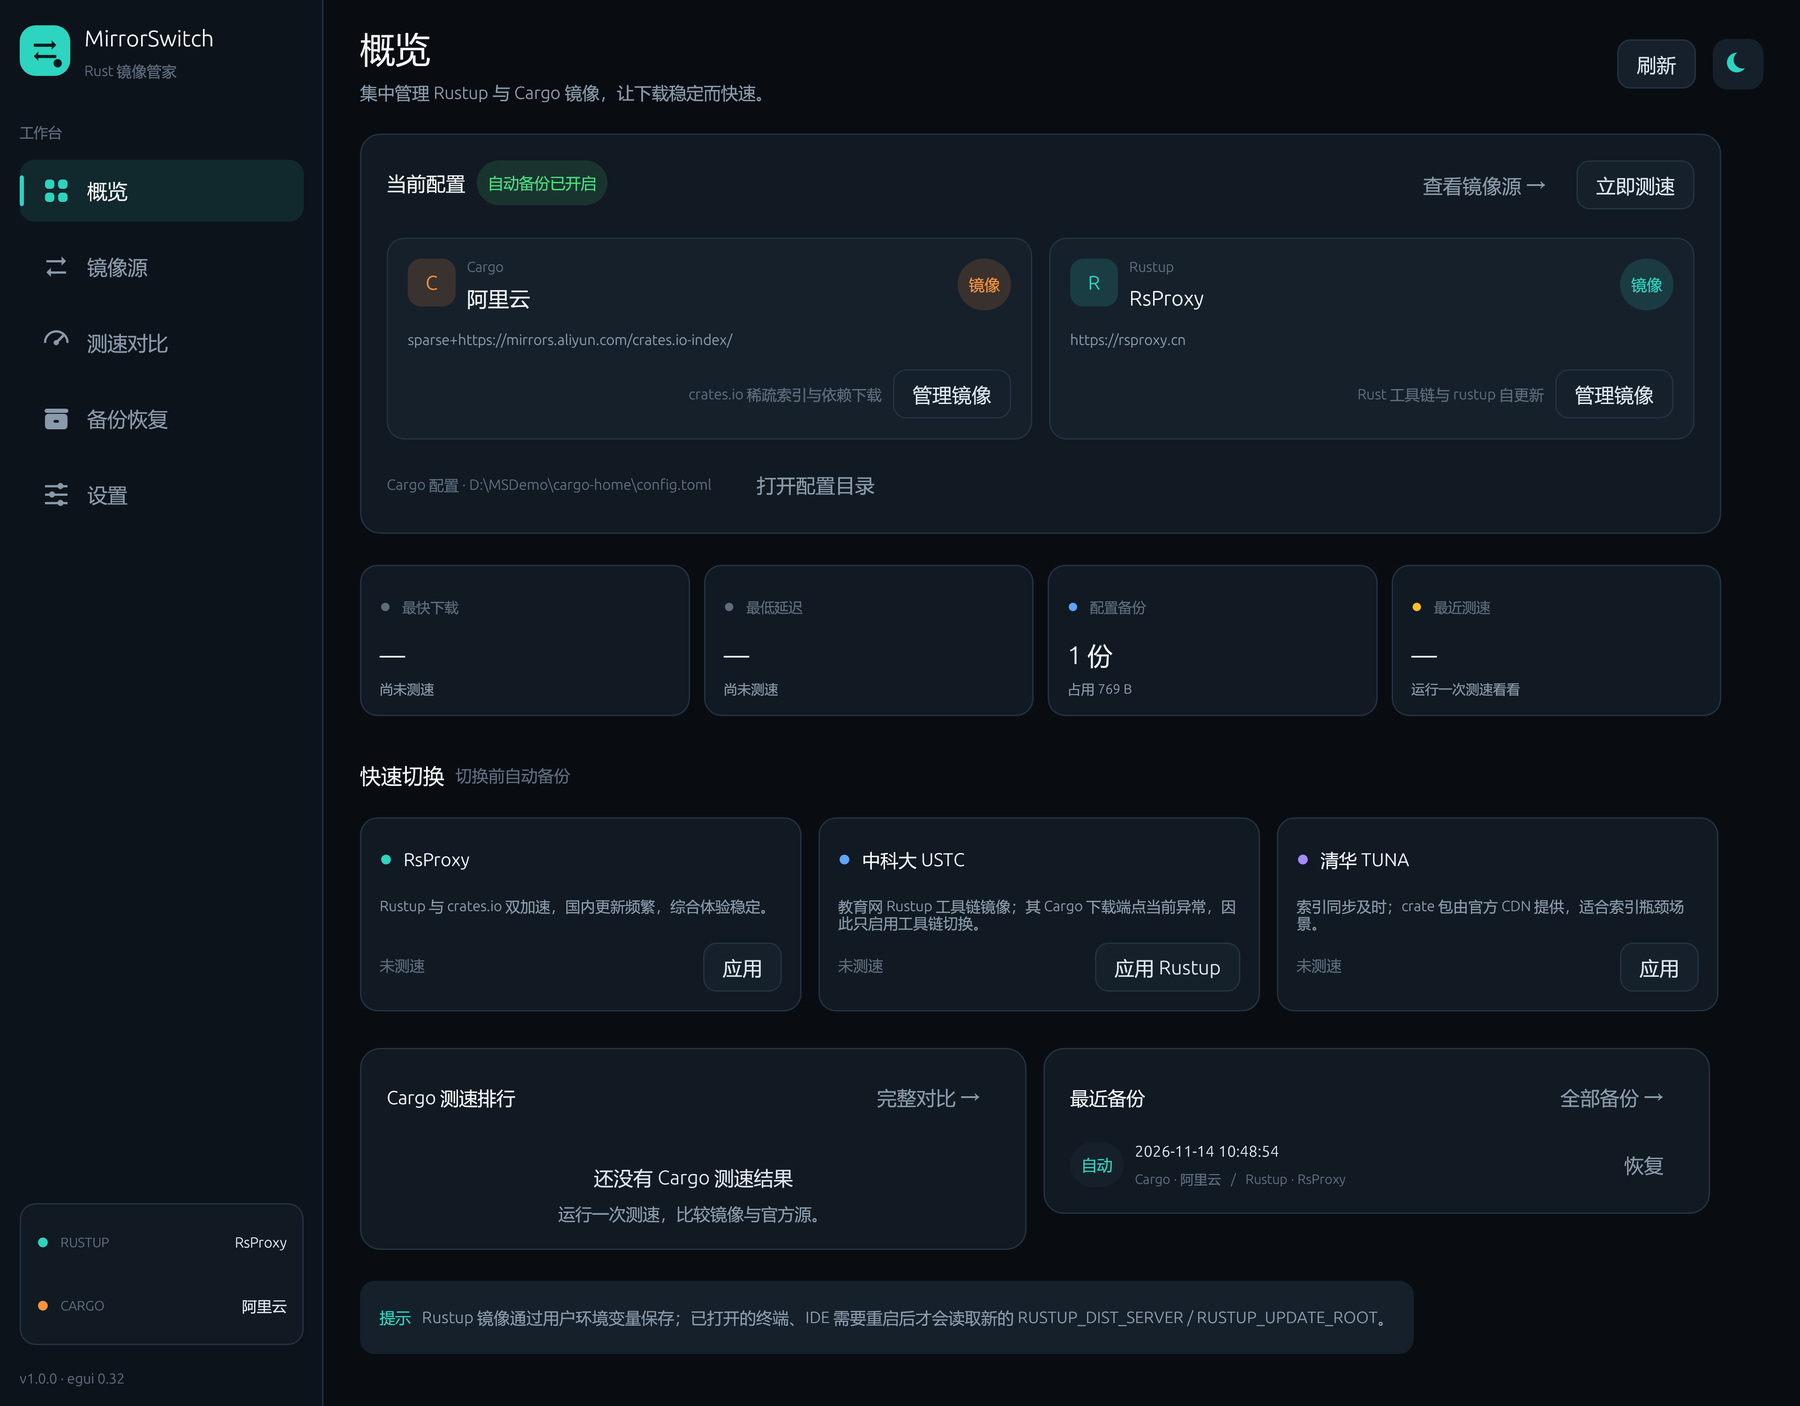 MirrorSwitch
Rust 镜像管家
工作台
概览
镜像源
测速对比
备份恢复
设置
RUSTUP RsProxy
CARGO 阿里云
v1.0.0 · egui 0.32
概览
集中管理 Rustup 与 Cargo 镜像，让下载稳定而快速。
刷新
当前配置 自动备份已开启 查看镜像源 → 立即测速
C Cargo
阿里云
镜像
sparse+https://mirrors.aliyun.com/crates.io-index/
crates.io 稀疏索引与依赖下载 管理镜像
R Rustup
RsProxy
镜像
https://rsproxy.cn
Rust 工具链与 rustup 自更新 管理镜像
Cargo 配置 · D:\MSDemo\cargo-home\config.toml 打开配置目录
最快下载
—
尚未测速
最低延迟
—
尚未测速
配置备份
1 份
占用 769 B
最近测速
—
运行一次测速看看
快速切换 切换前自动备份
RsProxy
Rustup 与 crates.io 双加速，国内更新频繁，综合体验稳定。
未测速 应用
中科大 USTC
教育网 Rustup 工具链镜像；其 Cargo 下载端点当前异常，因
此只启用工具链切换。
未测速 应用 Rustup
清华 TUNA
索引同步及时；crate 包由官方 CDN 提供，适合索引瓶颈场
景。
未测速 应用
Cargo 测速排行 完整对比 →
还没有 Cargo 测速结果
运行一次测速，比较镜像与官方源。
最近备份 全部备份 →
自动 2026-11-14 10:48:54
Cargo · 阿里云 / Rustup · RsProxy
恢复
提示 Rustup 镜像通过用户环境变量保存；已打开的终端、IDE 需要重启后才会读取新的 RUSTUP_DIST_SERVER / RUSTUP_UPDATE_ROOT。